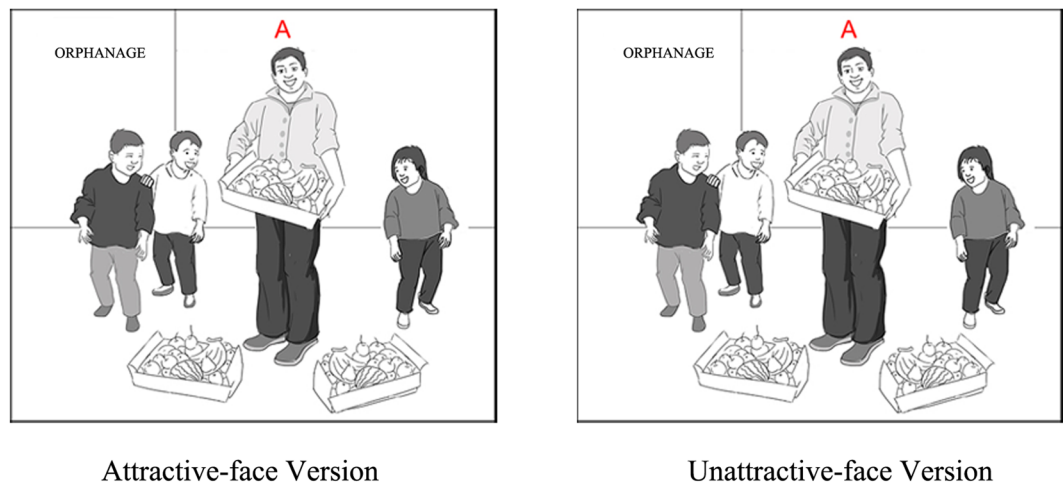 A
ORPHANAGE
A
ORPHANAGE
Attractive-face Version
Unattractive-face Version